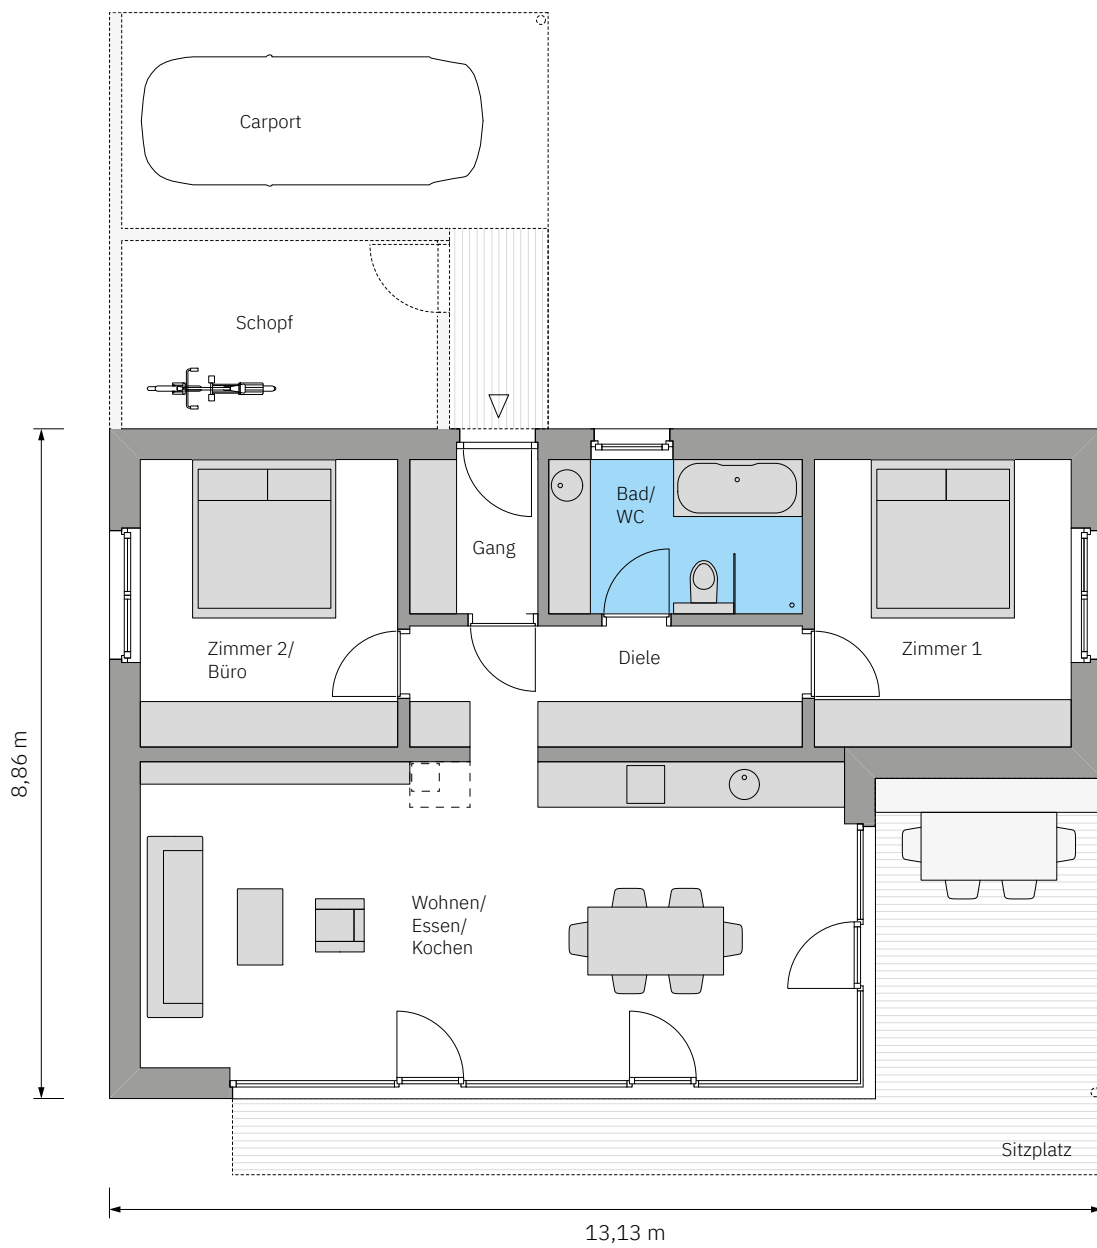 Carport
Schopf
Bad/
WC
Gang
Zimmer 2/
Büro
Diele
Zimmer 1
8,86 m
Wohnen/
Essen/
Kochen
Sitzplatz
13,13 m